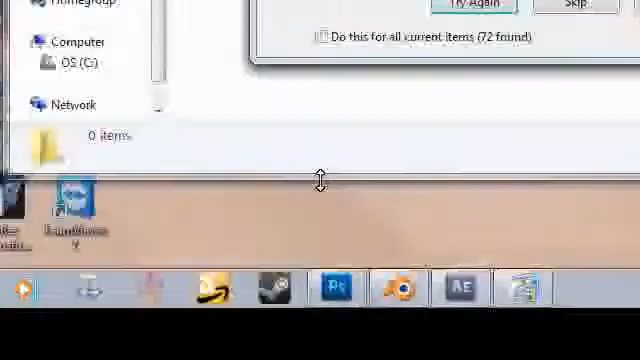 Homegroup
Try Again
Skip
Computer
Do this for all current items (72 found)
OS (C:)
Network
0 items
Ps
AE